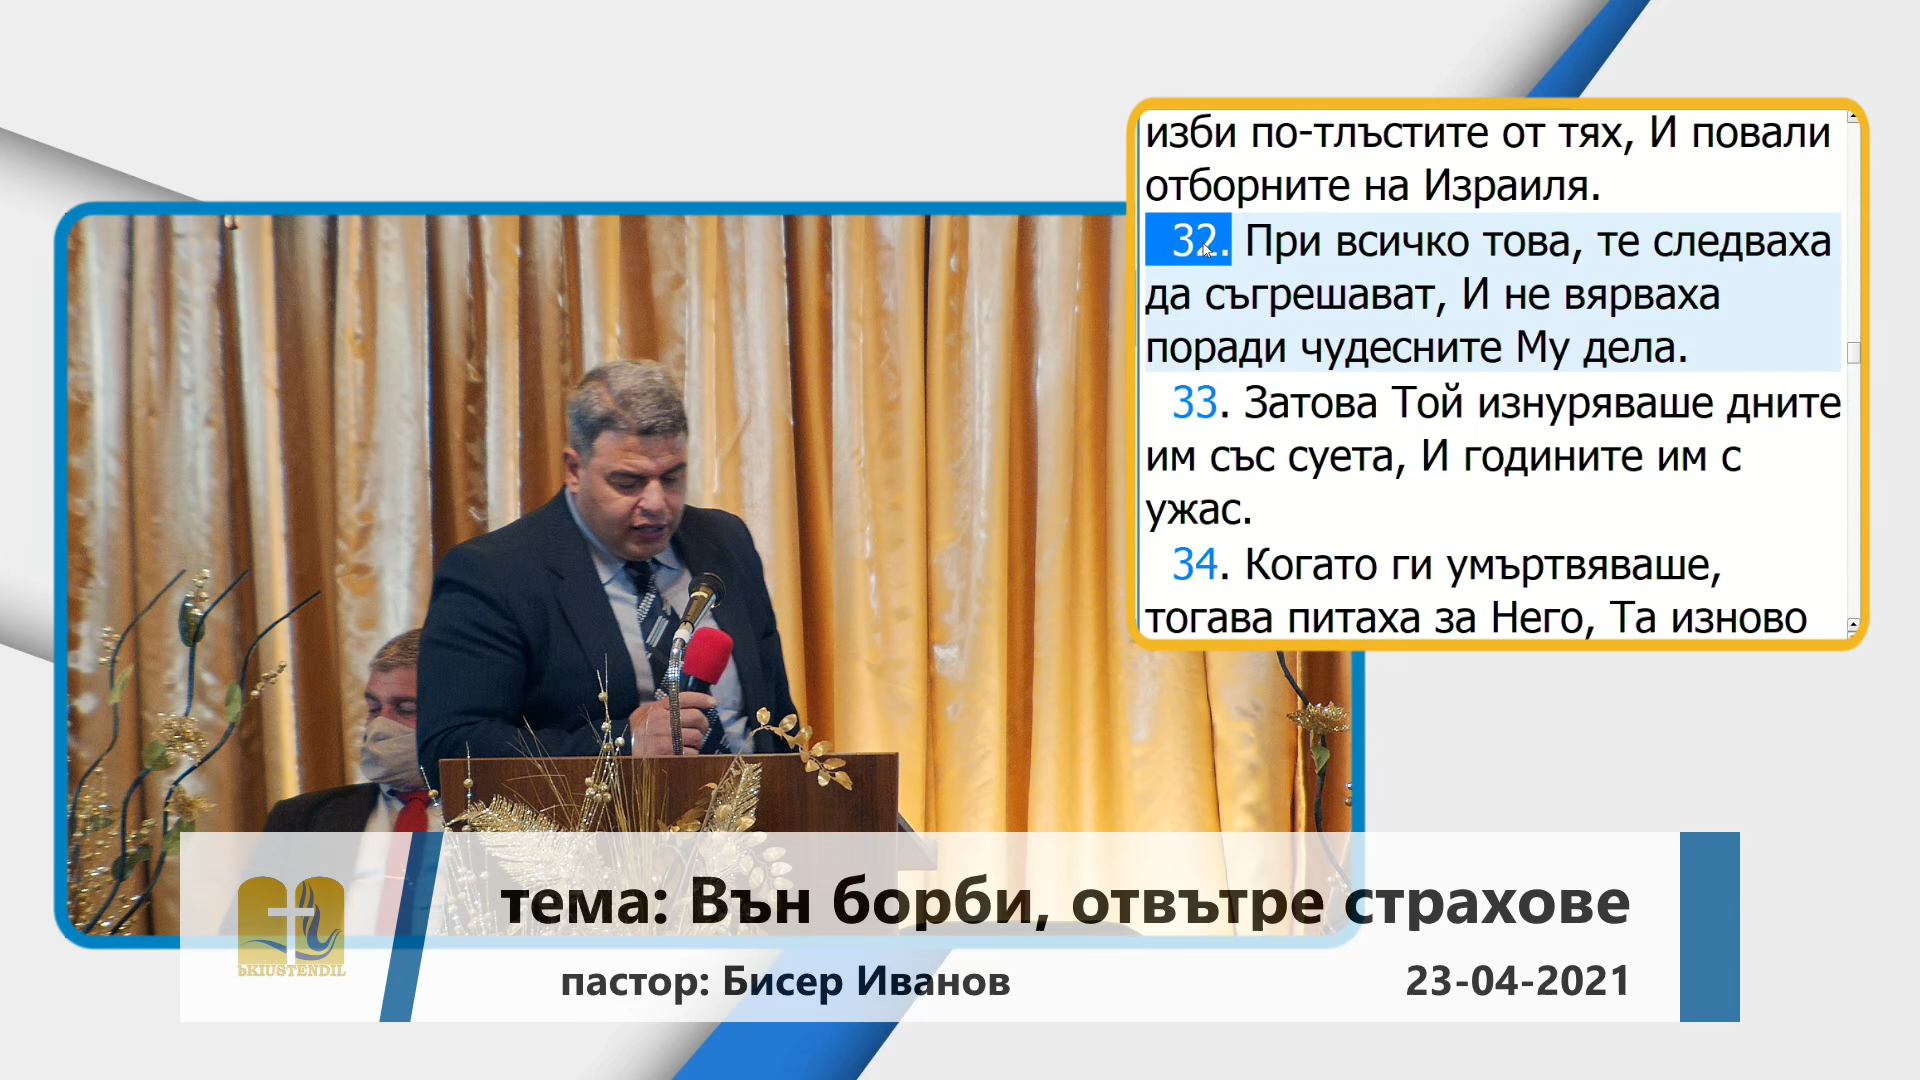 изби по-тлъстите от тях, И повали
отборните на Израиля.
32. При всичко това, те следваха
да съгрешават, И не вярваха
поради чудесните Му дела.
33. Затова Той изнуряваше дните
им със суета, И годините им с
ужас.
34. Когато ги умъртвяваше,
тогава питаха за Него, Та изново
тема: Вън борби, отвътре страхове
пастор: Бисер Иванов 23-04-2021
bKIUSTENDIL